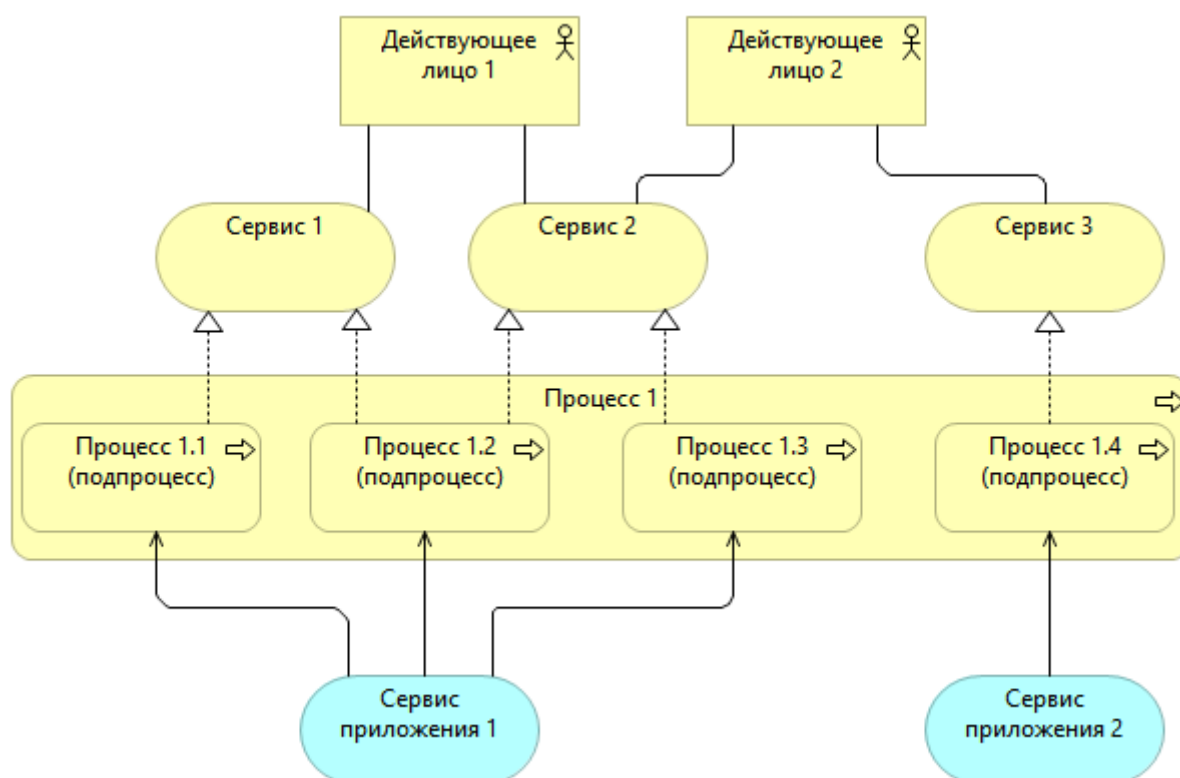 Действующее
лицо 1
Действующее
лицо 2
Сервис 1
Сервис 2
Сервис 3
Процесс 1
Процесс 1.1
(подпроцесс)
Процесс 1.2
(подпроцесс)
Процесс 1.3
(подпроцесс)
Процесс 1.4
(подпроцесс)
Сервис
приложения 1
Сервис
приложения 2